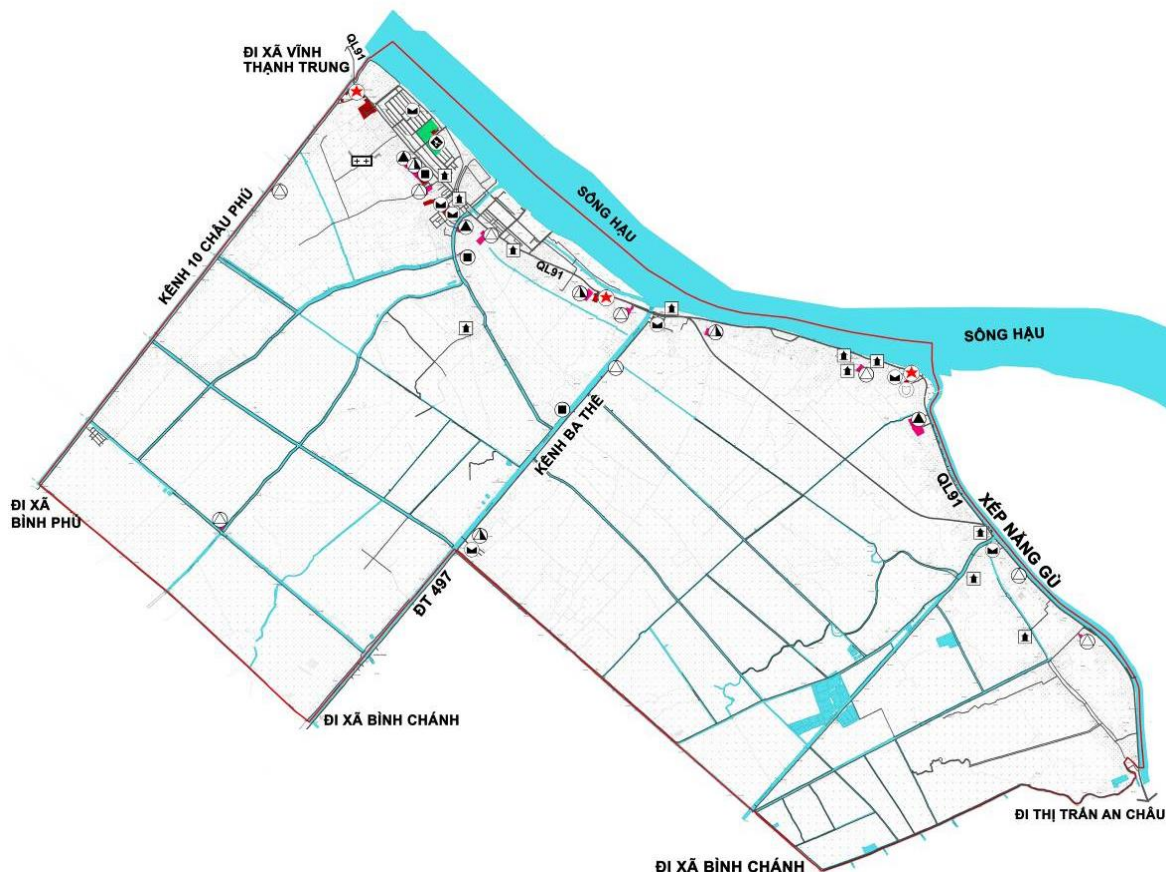 QL91
ĐI XÃ VĨNH
THẠNH TRUNG
SÔNG HẬU
KÊNH 10 CHÂU PHÚ
QL91
SÔNG HẬU
KÊNH BA THÊ
QL91
XÉP NĂNG GÙ
ĐI XÃ
BÌNH PHÚ
ĐT 497
ĐI XÃ BÌNH CHÁNH
ĐI THỊ TRẤN AN CHÂU
ĐI XÃ BÌNH CHÁNH